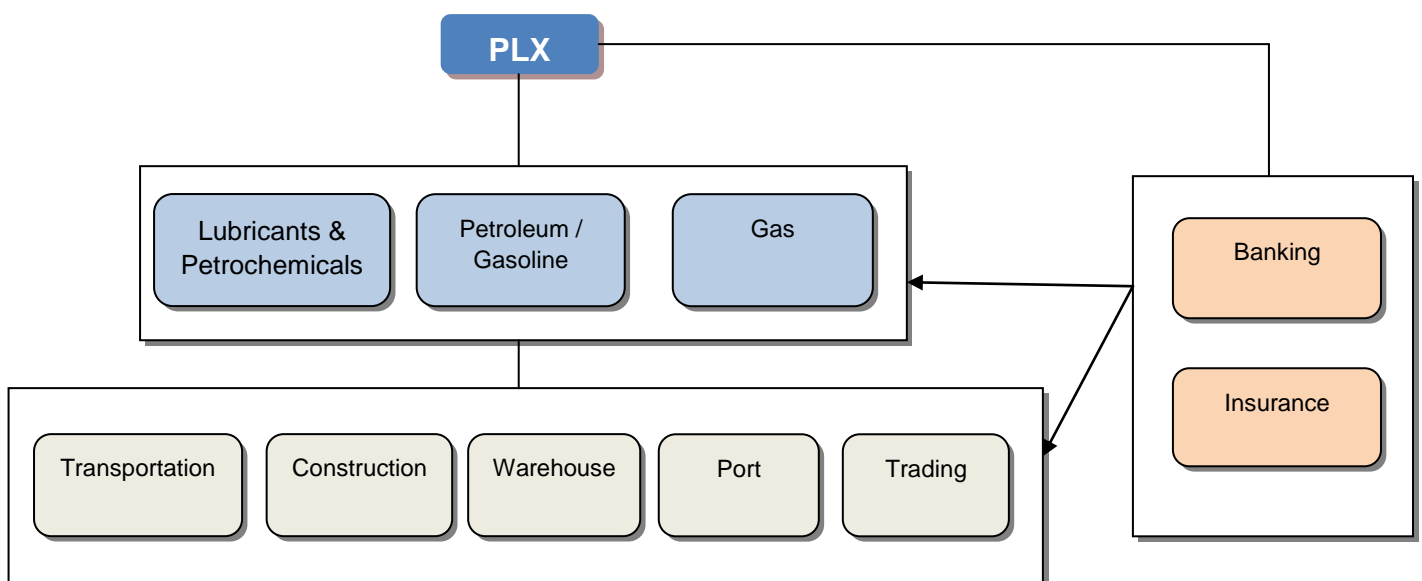 PLX
Lubricants &
Petrochemicals
Petroleum /
Gasoline
Gas
Banking
Insurance
Transportation
Construction
Warehouse
Port
Trading